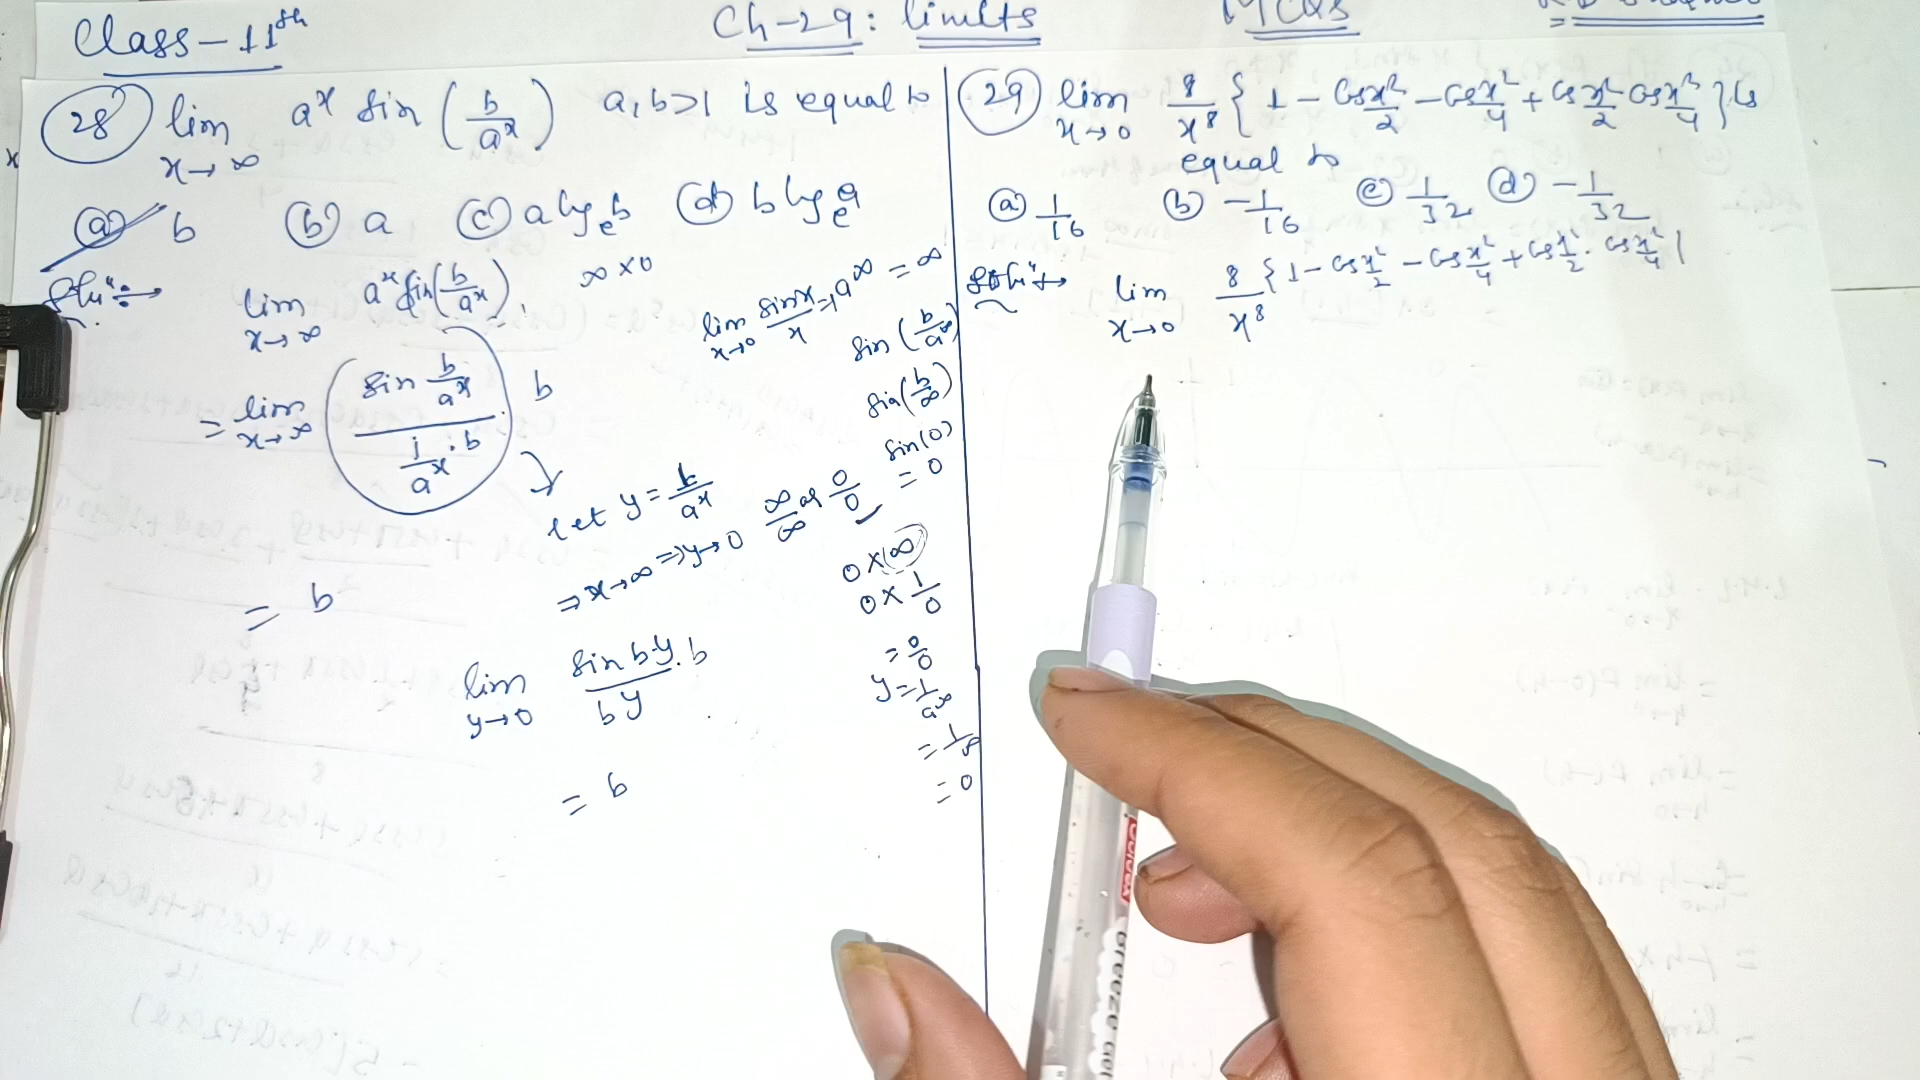 Class-11th
Ch-29: limits
MCQs
28 lim x→∞ a^x sin (b/a^x) a,b>1 is equal to
(a) b (b) a (c) a log_e b (d) b log_e a
Soluⁿ:→ lim x→∞ a^x sin(b/a^x), ∞×0
= lim x→∞ (sin b/a^x / 1/a^x · b) · b
let y = b/a^x
⇒ x→∞ ⇒ y→0
∞/∞ or 0/0
= b
lim y→0 sin b·y / by · b
= b
lim x→0 sinx/x =1
a^∞ = ∞
sin (b/a^∞)
sin(b/∞)
sin(0)
= 0
0×∞
0×1/0
= 0/0
y = 1/a^∞
= 1/∞
= 0
29 lim x→0 8/x^8 { 1 - cos x²/2 - cos x²/4 + cos x²/2 cos x²/4 } is
equal to
(a) 1/16 (b) -1/16 (c) 1/32 (d) -1/32
Soluⁿ:→ lim x→0 8/x^8 { 1 - cos x²/2 - cos x²/4 + cos x²/2 · cos x²/4 }